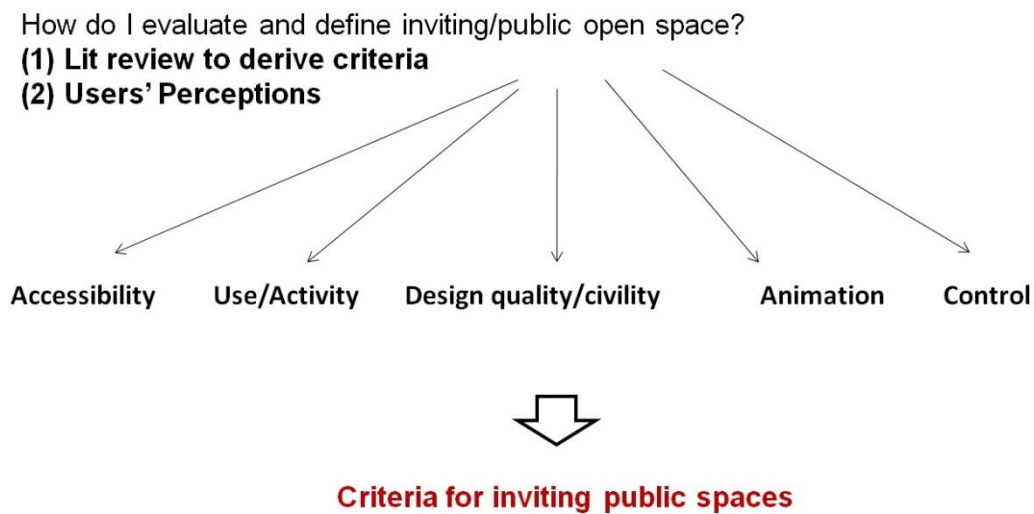 How do I evaluate and define inviting/public open space?
(1) Lit review to derive criteria
(2) Users’ Perceptions
Accessibility Use/Activity Design quality/civility Animation Control
Criteria for inviting public spaces